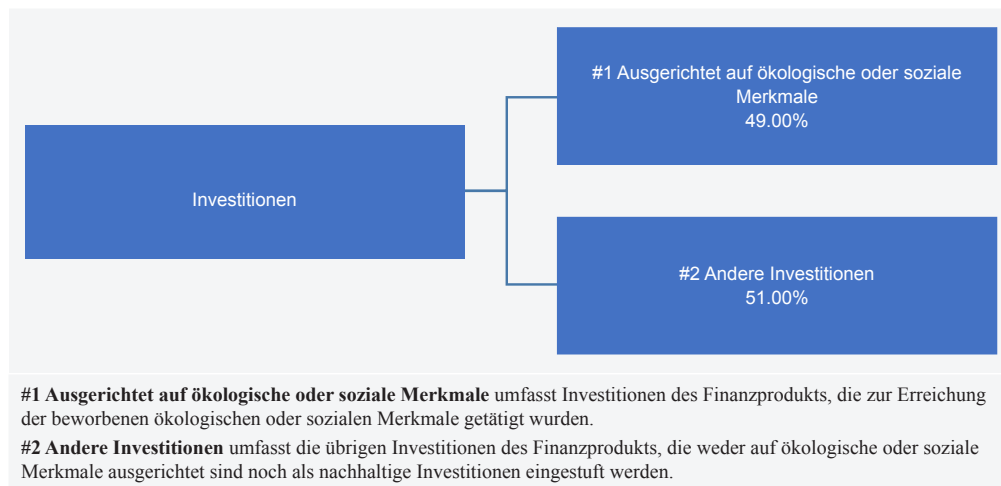 #1 Ausgerichtet auf ökologische oder soziale
Merkmale
49.00%
Investitionen
#2 Andere Investitionen
51.00%
#1 Ausgerichtet auf ökologische oder soziale Merkmale umfasst Investitionen des Finanzprodukts, die zur Erreichung
der beworbenen ökologischen oder sozialen Merkmale getätigt wurden.
#2 Andere Investitionen umfasst die übrigen Investitionen des Finanzprodukts, die weder auf ökologische oder soziale
Merkmale ausgerichtet sind noch als nachhaltige Investitionen eingestuft werden.